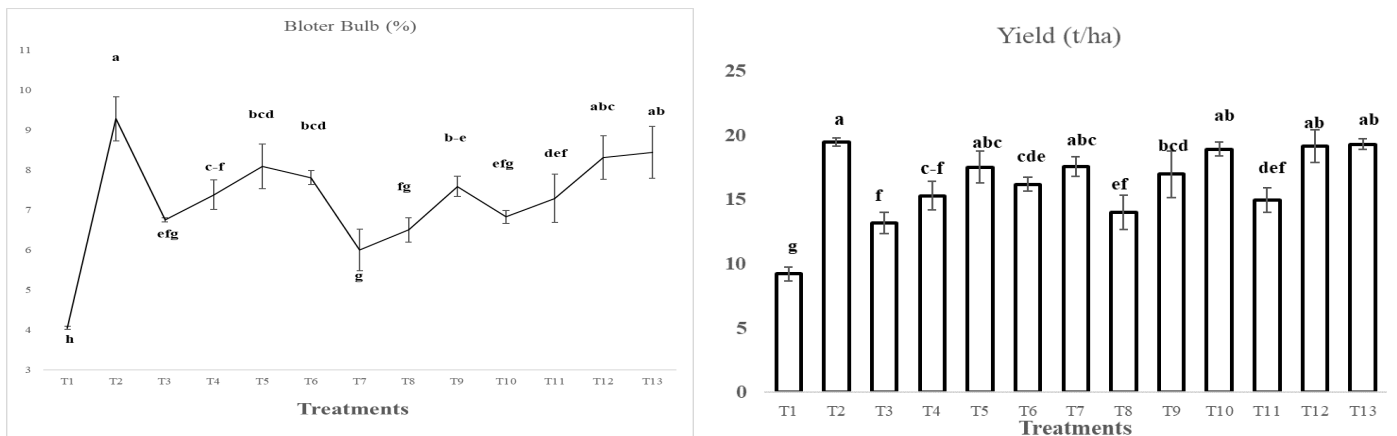 Bloter Bulb (%)
11
10
9
8
7
6
5
4
3
a
bcd
bcd
abc
ab
b-e
c-f
efg
def
fg
efg
g
h
T1 T2 T3 T4 T5 T6 T7 T8 T9 T10 T11 T12 T13
Treatments
Yield (t/ha)
25
20
15
10
5
0
g
a
f
c-f
abc
cde
abc
ef
bcd
ab
def
ab
ab
T1 T2 T3 T4 T5 T6 T7 T8 T9 T10 T11 T12 T13
Treatments